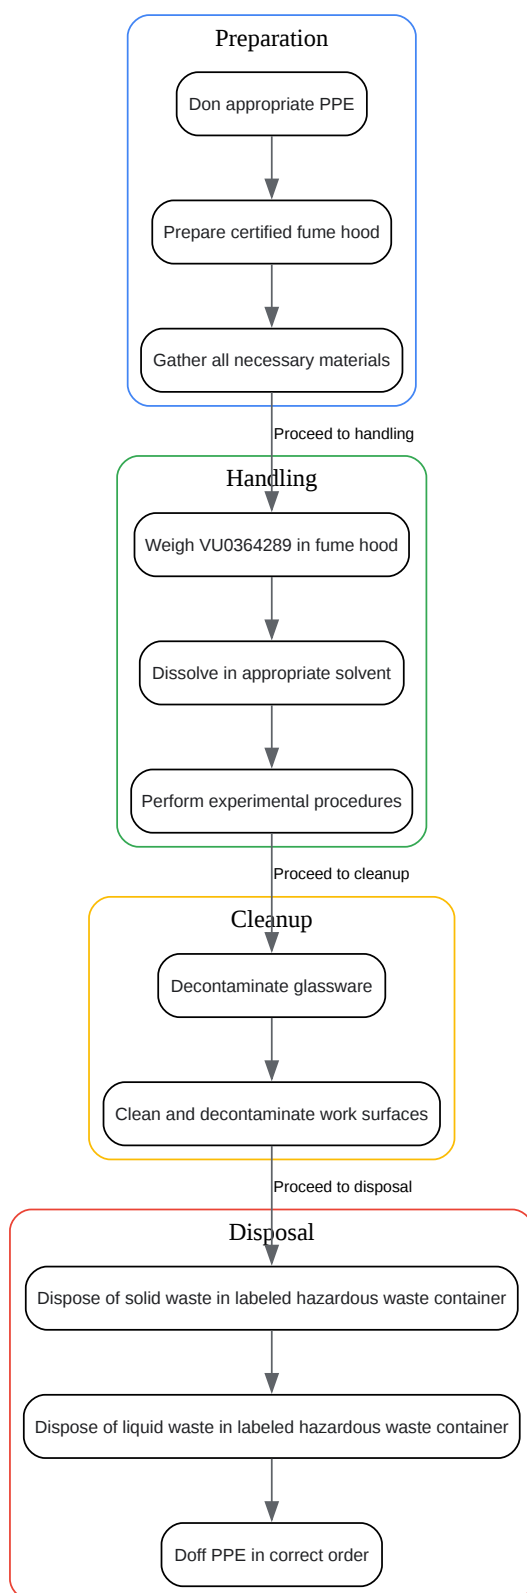 Preparation
Don appropriate PPE
Prepare certified fume hood
Gather all necessary materials
Proceed to handling
Handling
Weigh VU0364289 in fume hood
Dissolve in appropriate solvent
Perform experimental procedures
Proceed to cleanup
Cleanup
Decontaminate glassware
Clean and decontaminate work surfaces
Proceed to disposal
Disposal
Dispose of solid waste in labeled hazardous waste container
Dispose of liquid waste in labeled hazardous waste container
Doff PPE in correct order